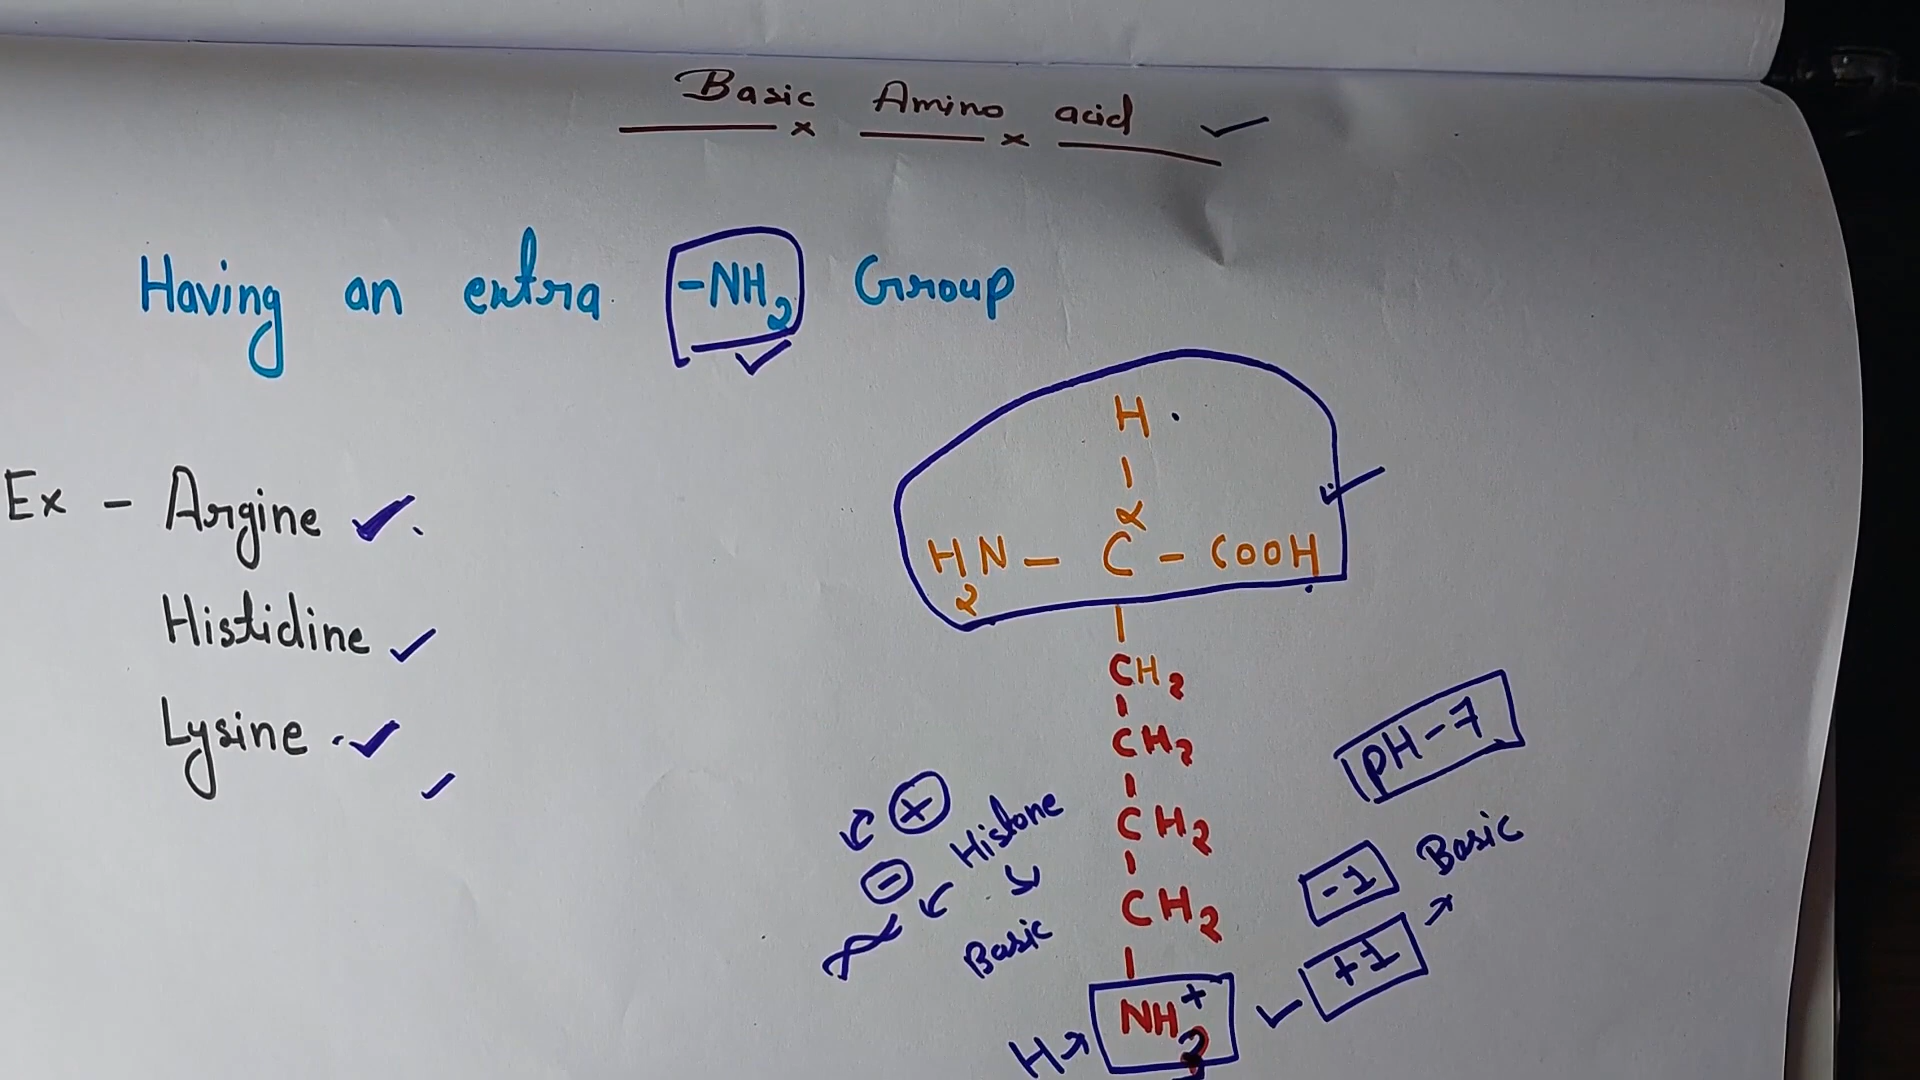 Basic Amino acid
Having an extra -NH2 Group
Ex - Argine
Histidine
Lysine
H
α
H2N - C - COOH
CH2
CH2
CH2
CH2
NH3+
H
pH-7
-1 Basic
+1
+
-
Histone
Basic